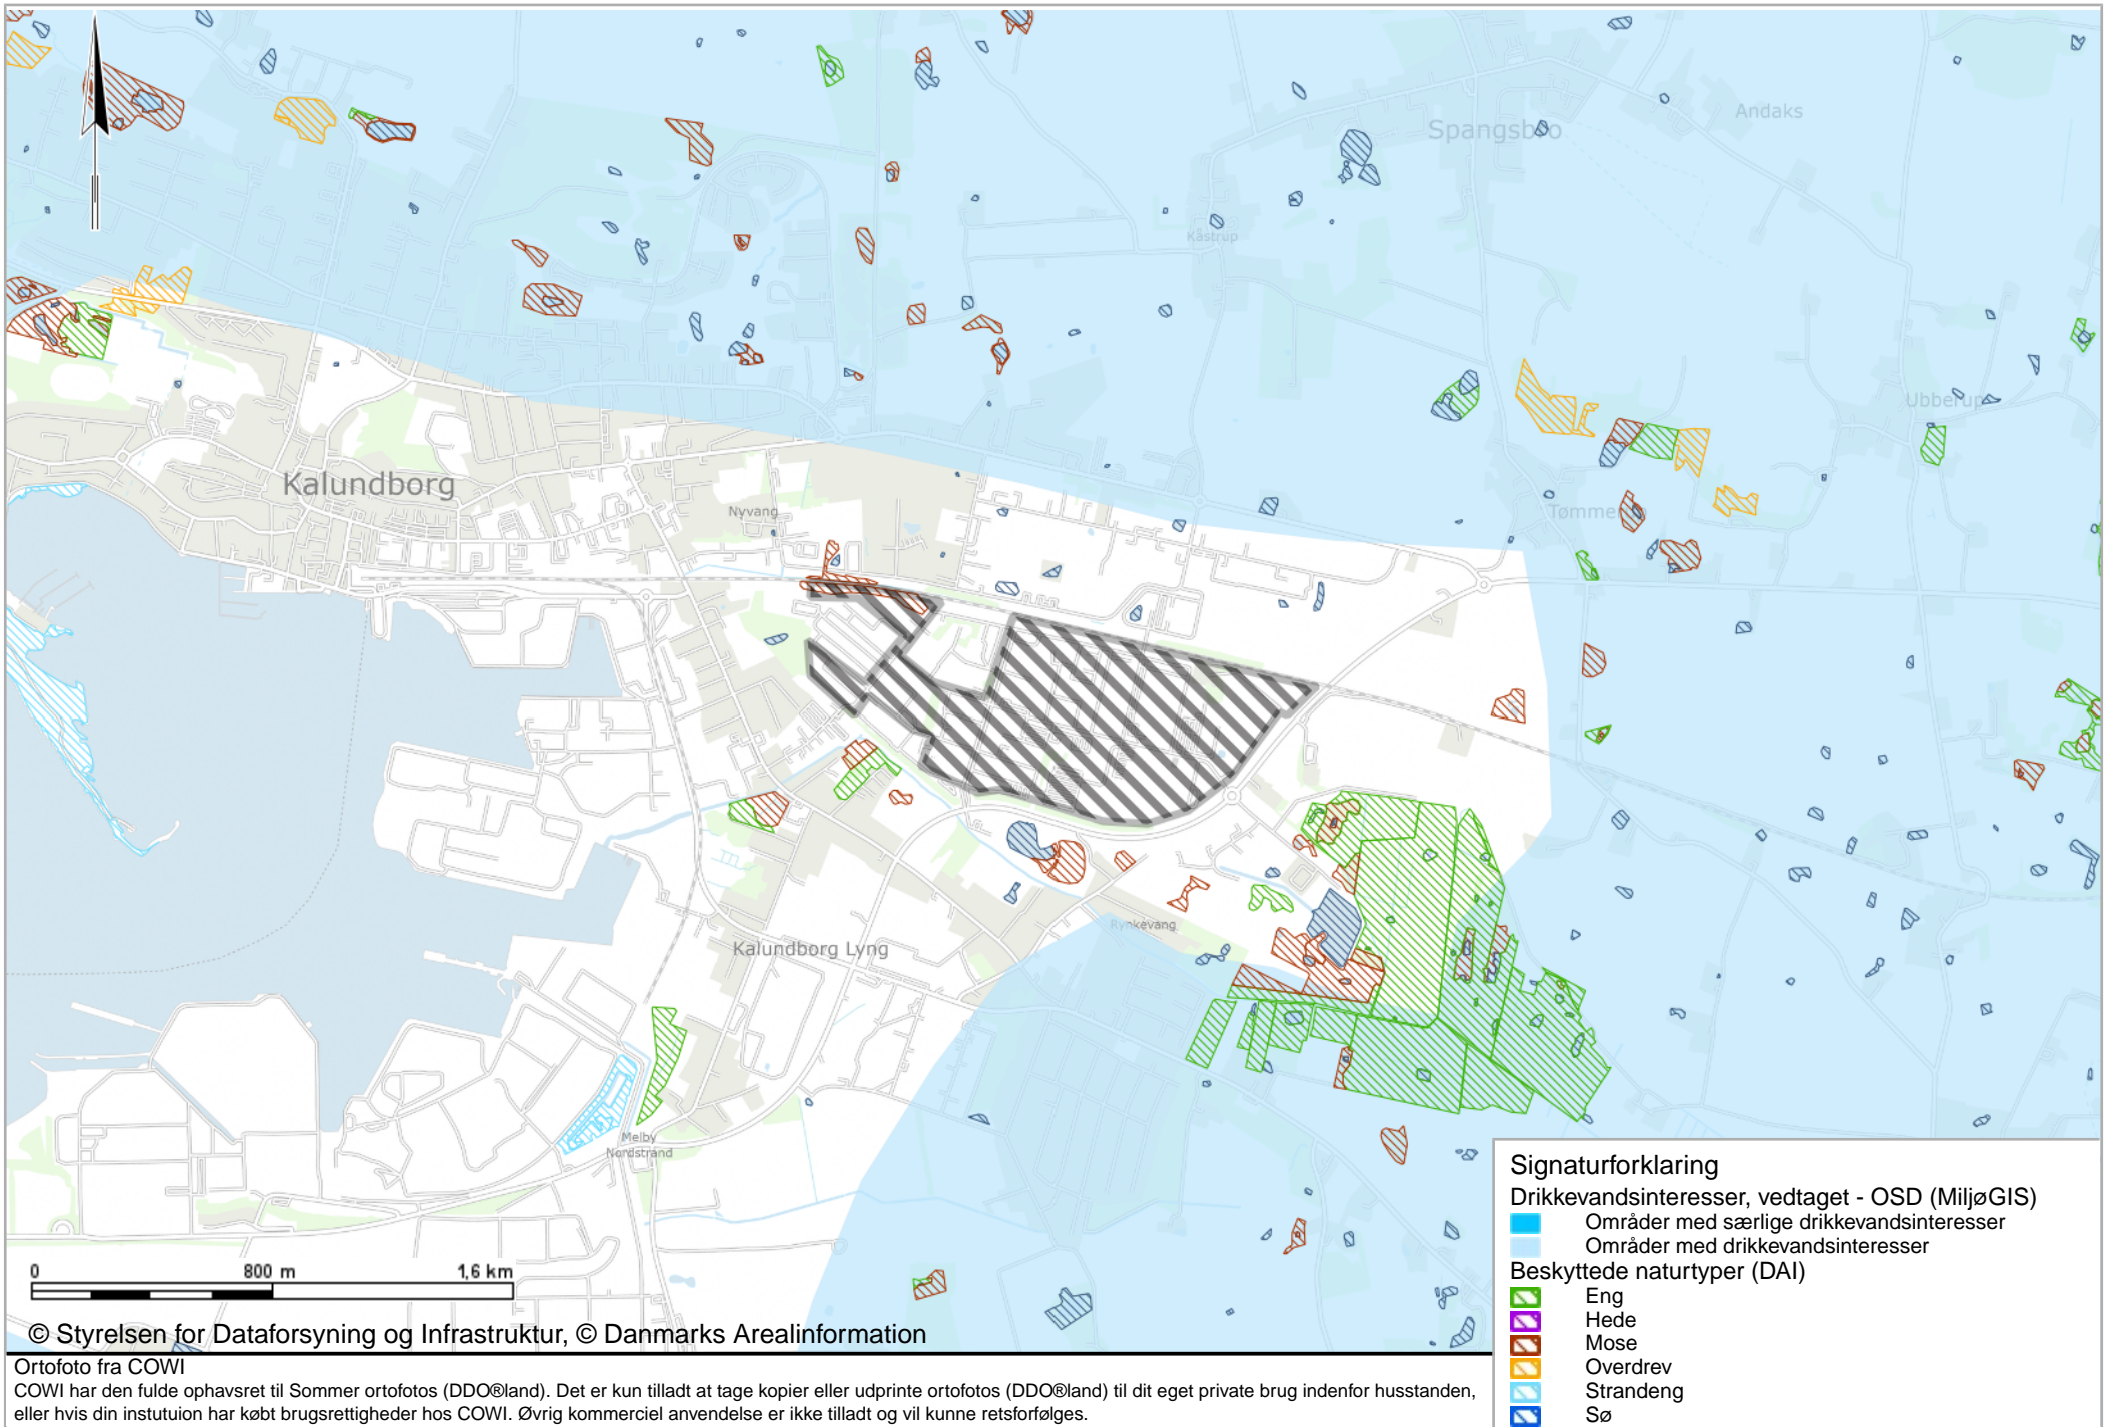 Andaks
Spangsbro
Kåstrup
Ubberup
Kalundborg
Nyvang
Tømmerup
Rynkevang
Kalundborg Lyng
Melby
Nordstrand
0 800 m 1,6 km
© Styrelsen for Dataforsyning og Infrastruktur, © Danmarks Arealinformation
Ortofoto fra COWI
COWI har den fulde ophavsret til Sommer ortofotos (DDO®land). Det er kun tilladt at tage kopier eller udprinte ortofotos (DDO®land) til dit eget private brug indenfor husstanden,
eller hvis din instutuion har købt brugsrettigheder hos COWI. Øvrig kommerciel anvendelse er ikke tilladt og vil kunne retsforfølges.
Signaturforklaring
Drikkevandsinteresser, vedtaget - OSD (MiljøGIS)
Områder med særlige drikkevandsinteresser
Områder med drikkevandsinteresser
Beskyttede naturtyper (DAI)
Eng
Hede
Mose
Overdrev
Strandeng
Sø